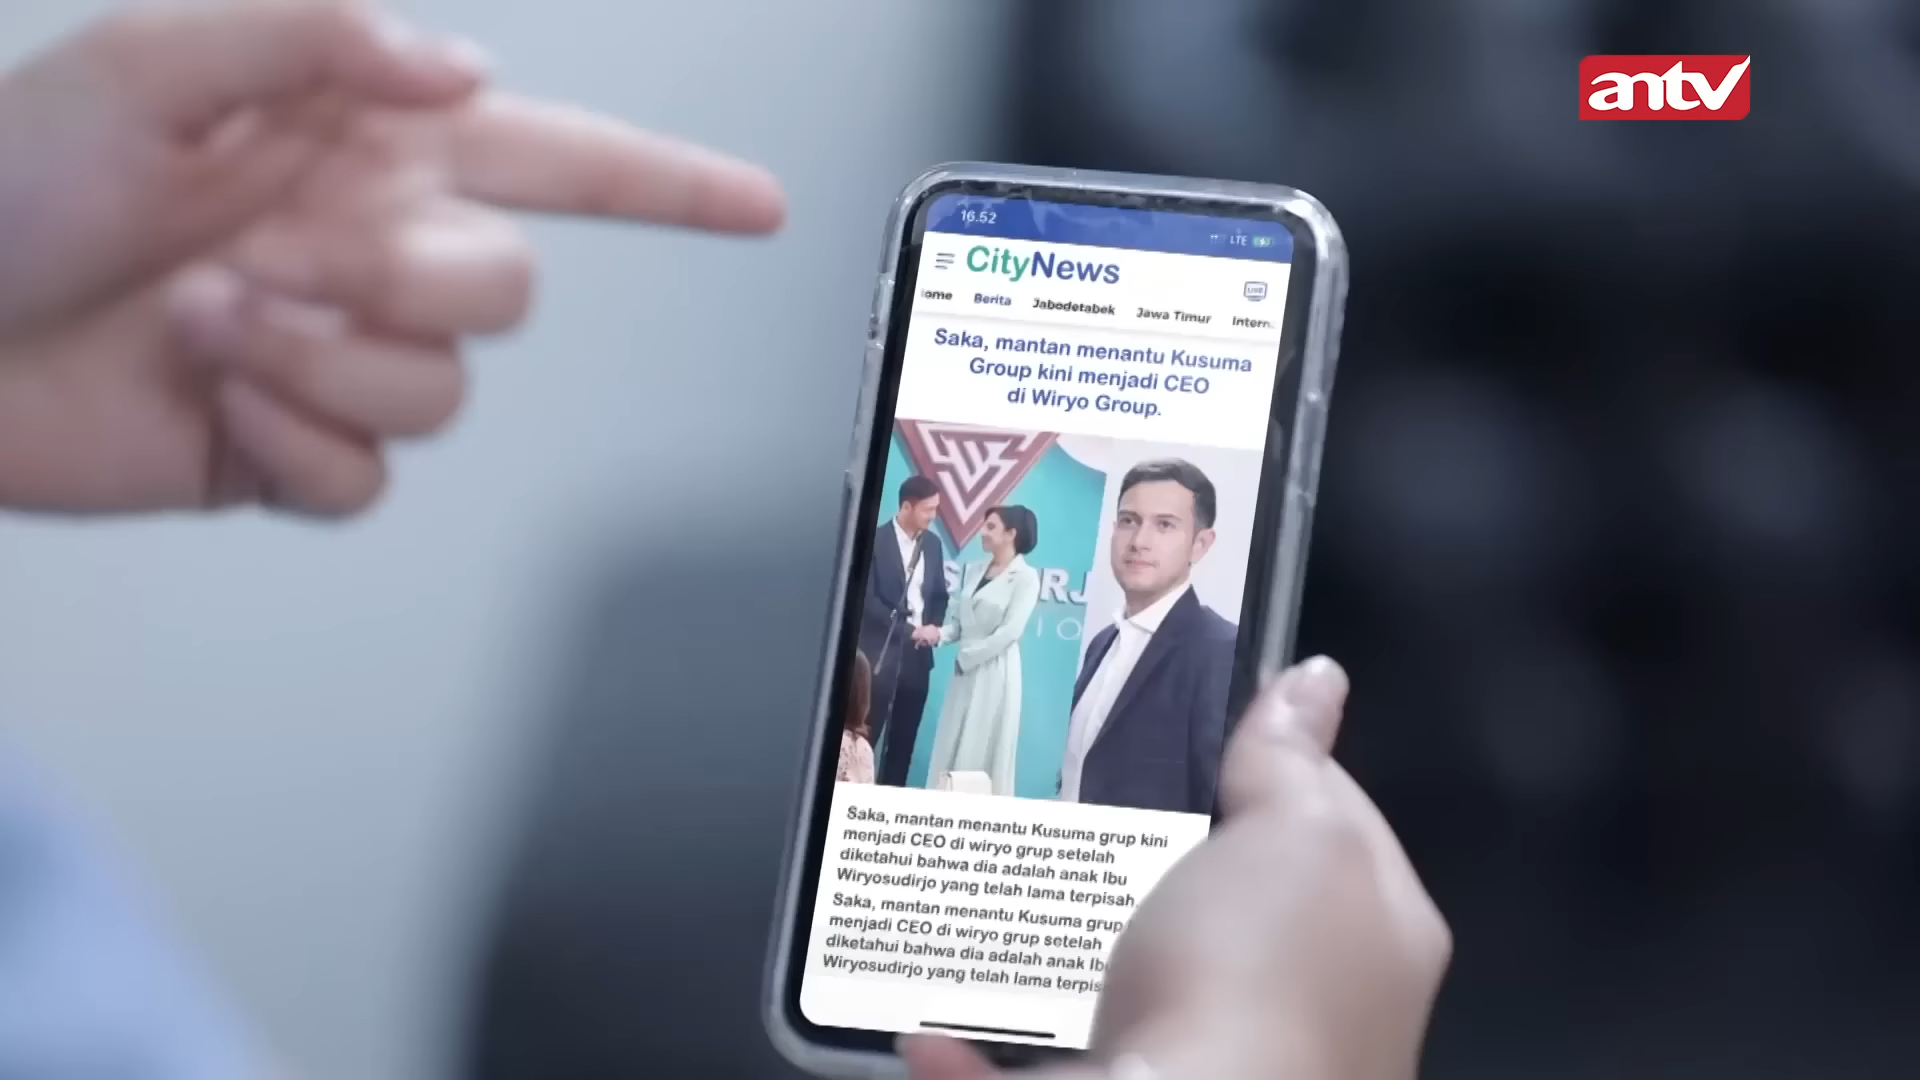 antv
16.52
LTE
CityNews
LIVE
ome Berita Jabodetabek Jawa Timur Intern..
Saka, mantan menantu Kusuma
Group kini menjadi CEO
di Wiryo Group.
Saka, mantan menantu Kusuma grup kini
menjadi CEO di wiryo grup setelah
diketahui bahwa dia adalah anak Ibu
Wiryosudirjo yang telah lama terpisah.
Saka, mantan menantu Kusuma grup
menjadi CEO di wiryo grup setelah
diketahui bahwa dia adalah anak Ib
Wiryosudirjo yang telah lama terpis